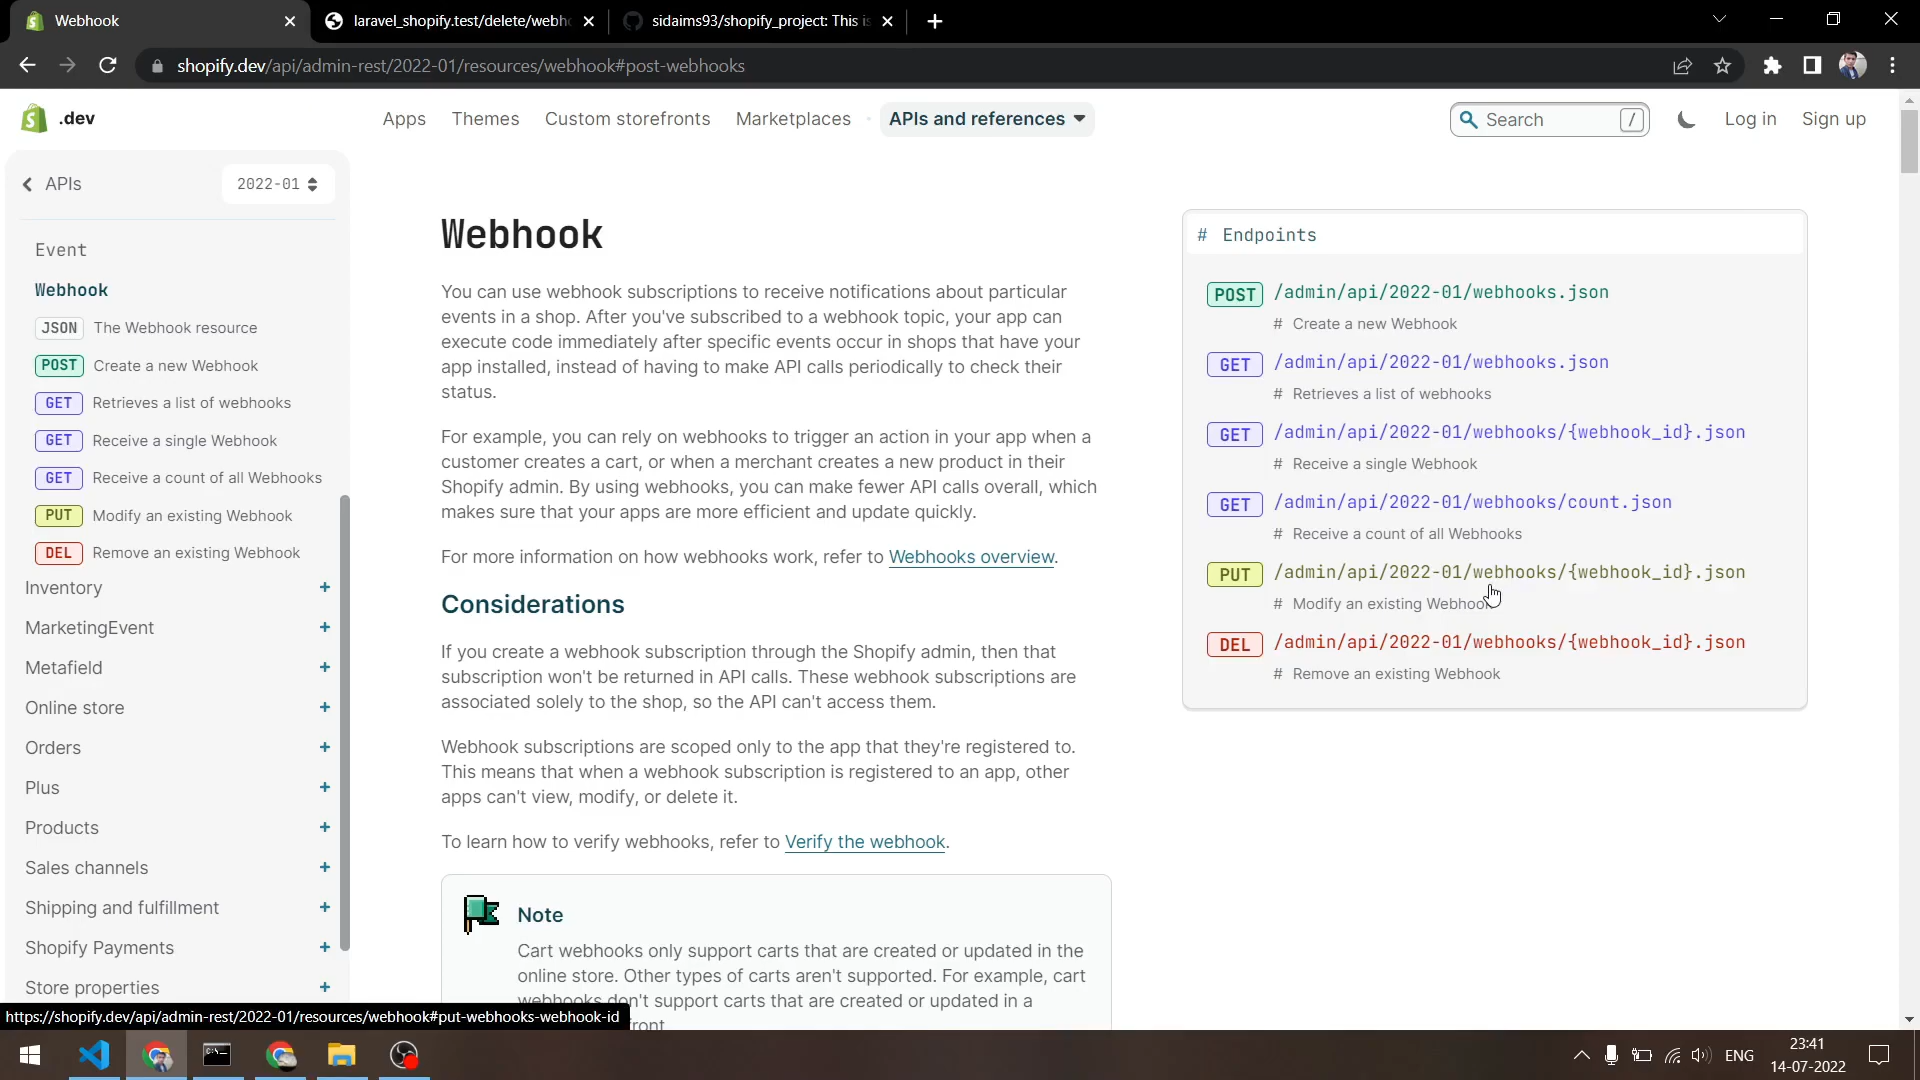 Webhook
laravel_shopify.test/delete/webh
sidaims93/shopify_project: This is
shopify.dev/api/admin-rest/2022-01/resources/webhook#post-webhooks
.dev
Apps
Themes
Custom storefronts
Marketplaces
APIs and references
Search
/
Log in
Sign up
APIs
2022-01
Event
Webhook
JSON The Webhook resource
POST Create a new Webhook
GET Retrieves a list of webhooks
GET Receive a single Webhook
GET Receive a count of all Webhooks
PUT Modify an existing Webhook
DEL Remove an existing Webhook
Inventory +
MarketingEvent +
Metafield +
Online store +
Orders +
Plus +
Products +
Sales channels +
Shipping and fulfillment +
Shopify Payments +
Store properties +
Webhook
You can use webhook subscriptions to receive notifications about particular
events in a shop. After you've subscribed to a webhook topic, your app can
execute code immediately after specific events occur in shops that have your
app installed, instead of having to make API calls periodically to check their
status.
For example, you can rely on webhooks to trigger an action in your app when a
customer creates a cart, or when a merchant creates a new product in their
Shopify admin. By using webhooks, you can make fewer API calls overall, which
makes sure that your apps are more efficient and update quickly.
For more information on how webhooks work, refer to Webhooks overview.
Considerations
If you create a webhook subscription through the Shopify admin, then that
subscription won't be returned in API calls. These webhook subscriptions are
associated solely to the shop, so the API can't access them.
Webhook subscriptions are scoped only to the app that they're registered to.
This means that when a webhook subscription is registered to an app, other
apps can't view, modify, or delete it.
To learn how to verify webhooks, refer to Verify the webhook.
Note
Cart webhooks only support carts that are created or updated in the
online store. Other types of carts aren't supported. For example, cart
webhooks don't support carts that are created or updated in a
front
# Endpoints
POST /admin/api/2022-01/webhooks.json
# Create a new Webhook
GET /admin/api/2022-01/webhooks.json
# Retrieves a list of webhooks
GET /admin/api/2022-01/webhooks/{webhook_id}.json
# Receive a single Webhook
GET /admin/api/2022-01/webhooks/count.json
# Receive a count of all Webhooks
PUT /admin/api/2022-01/webhooks/{webhook_id}.json
# Modify an existing Webhook
DEL /admin/api/2022-01/webhooks/{webhook_id}.json
# Remove an existing Webhook
https://shopify.dev/api/admin-rest/2022-01/resources/webhook#put-webhooks-webhook-id
ENG
23:41
14-07-2022